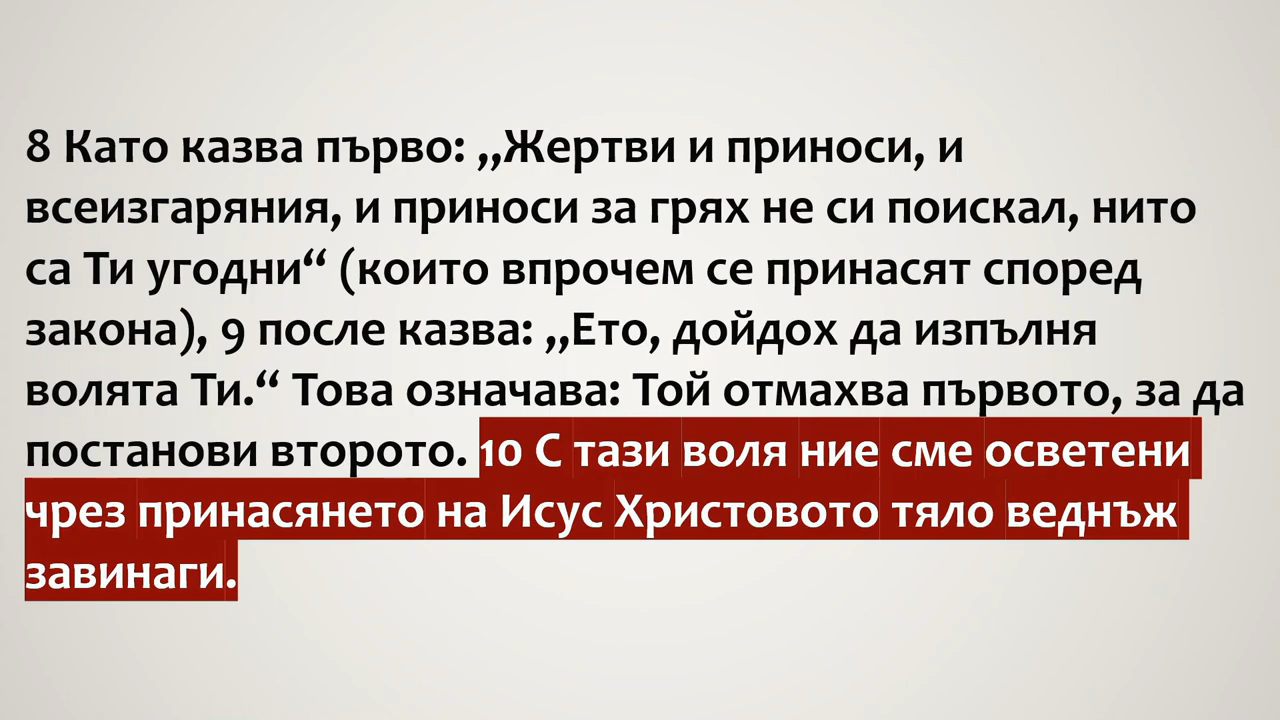 8 Като казва първо: „Жертви и приноси, и
всеизгаряния, и приноси за грях не си поискал, нито
са Ти угодни“ (които впрочем се принасят според
закона), 9 после казва: „Ето, дойдох да изпълня
волята Ти.“ Това означава: Той отмахва първото, за да
постанови второто. 10 С тази воля ние сме осветени
чрез принасянето на Исус Христовото тяло веднъж
завинаги.